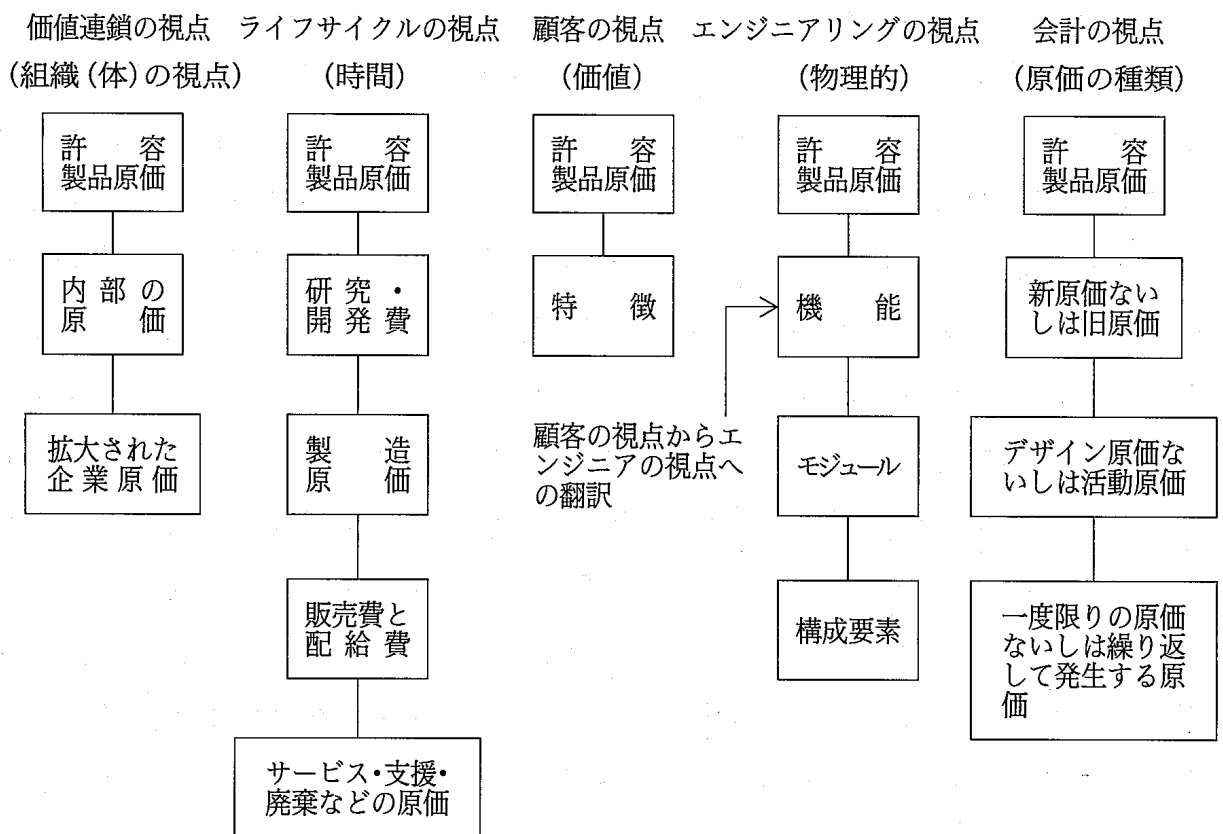 価値連鎖の視点
(組織(体)の視点)
許容
製品原価
内部の
原価
拡大された
企業原価
ライフサイクルの視点
(時間)
許容
製品原価
研究・
開発費
製造
原価
販売費と
配給費
サービス・支援・
廃棄などの原価
顧客の視点
(価値)
許容
製品原価
特徴
顧客の視点からエ
ンジニアの視点へ
の翻訳
エンジニアリングの視点
(物理的)
許容
製品原価
機能
モジュール
構成要素
会計の視点
(原価の種類)
許容
製品原価
新原価ない
しは旧原価
デザイン原価な
いしは活動原価
一度限りの原価
ないしは繰り返
して発生する原
価